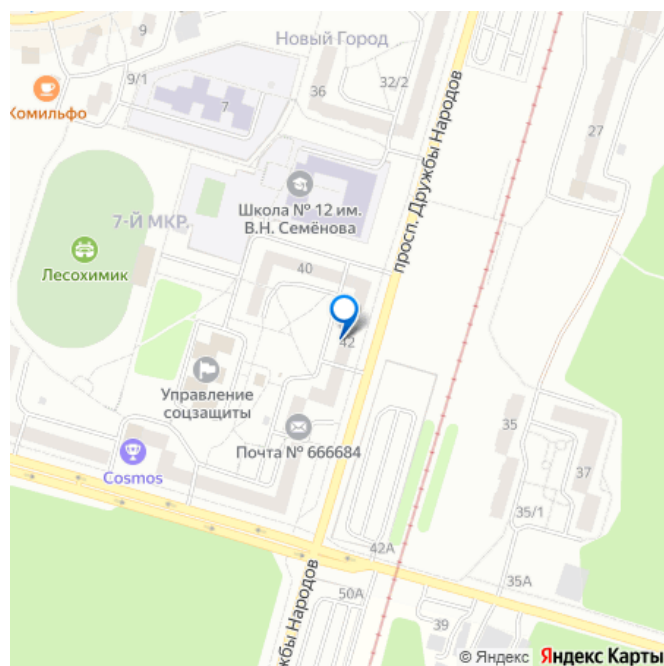 9
Новый Город
9/1
32/2
36
7
Комильфо
27
Школа № 12 им.
В.Н. Семёнова
просп. Дружбы Народов
7-Й МКР.
40
Лесохимик
42
Управление
соцзащиты
35
Почта № 666684
Cosmos
37
35/1
42А
35А
50А
39
жбы Народов
© Яндекс Яндекс Карты